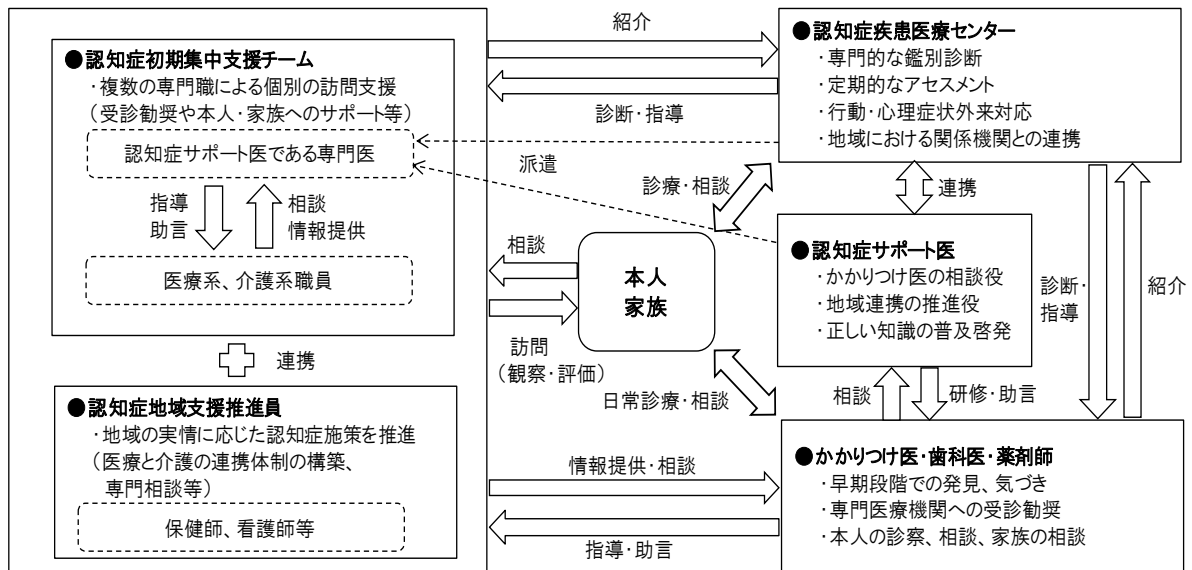 ●認知症初期集中支援チーム
・複数の専門職による個別の訪問支援
（受診勧奨や本人・家族へのサポート等）
認知症サポート医である専門医
指導
助言
相談
情報提供
医療系、介護系職員
連携
●認知症地域支援推進員
・地域の実情に応じた認知症施策を推進
（医療と介護の連携体制の構築、
専門相談等）
保健師、看護師等
紹介
診断・指導
派遣
診療・相談
相談
本人
家族
訪問
（観察・評価）
日常診療・相談
情報提供・相談
指導・助言
●認知症疾患医療センター
・専門的な鑑別診断
・定期的なアセスメント
・行動・心理症状外来対応
・地域における関係機関との連携
連携
●認知症サポート医
・かかりつけ医の相談役
・地域連携の推進役
・正しい知識の普及啓発
診断・
指導
紹介
相談
研修・助言
●かかりつけ医・歯科医・薬剤師
・早期段階での発見、気づき
・専門医療機関への受診勧奨
・本人の診察、相談、家族の相談